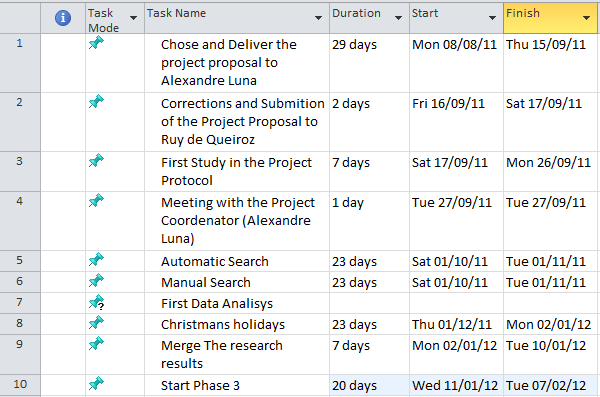 Task Mode Task Name Duration Start Finish
1 Chose and Deliver the project proposal to Alexandre Luna 29 days Mon 08/08/11 Thu 15/09/11
2 Corrections and Submition of the Project Proposal to Ruy de Queiroz 2 days Fri 16/09/11 Sat 17/09/11
3 First Study in the Project Protocol 7 days Sat 17/09/11 Mon 26/09/11
4 Meeting with the Project Coordenator (Alexandre Luna) 1 day Tue 27/09/11 Tue 27/09/11
5 Automatic Search 23 days Sat 01/10/11 Tue 01/11/11
6 Manual Search 23 days Sat 01/10/11 Tue 01/11/11
7 ? First Data Analisys
8 Christmans holidays 23 days Thu 01/12/11 Mon 02/01/12
9 Merge The research results 7 days Mon 02/01/12 Tue 10/01/12
10 Start Phase 3 20 days Wed 11/01/12 Tue 07/02/12